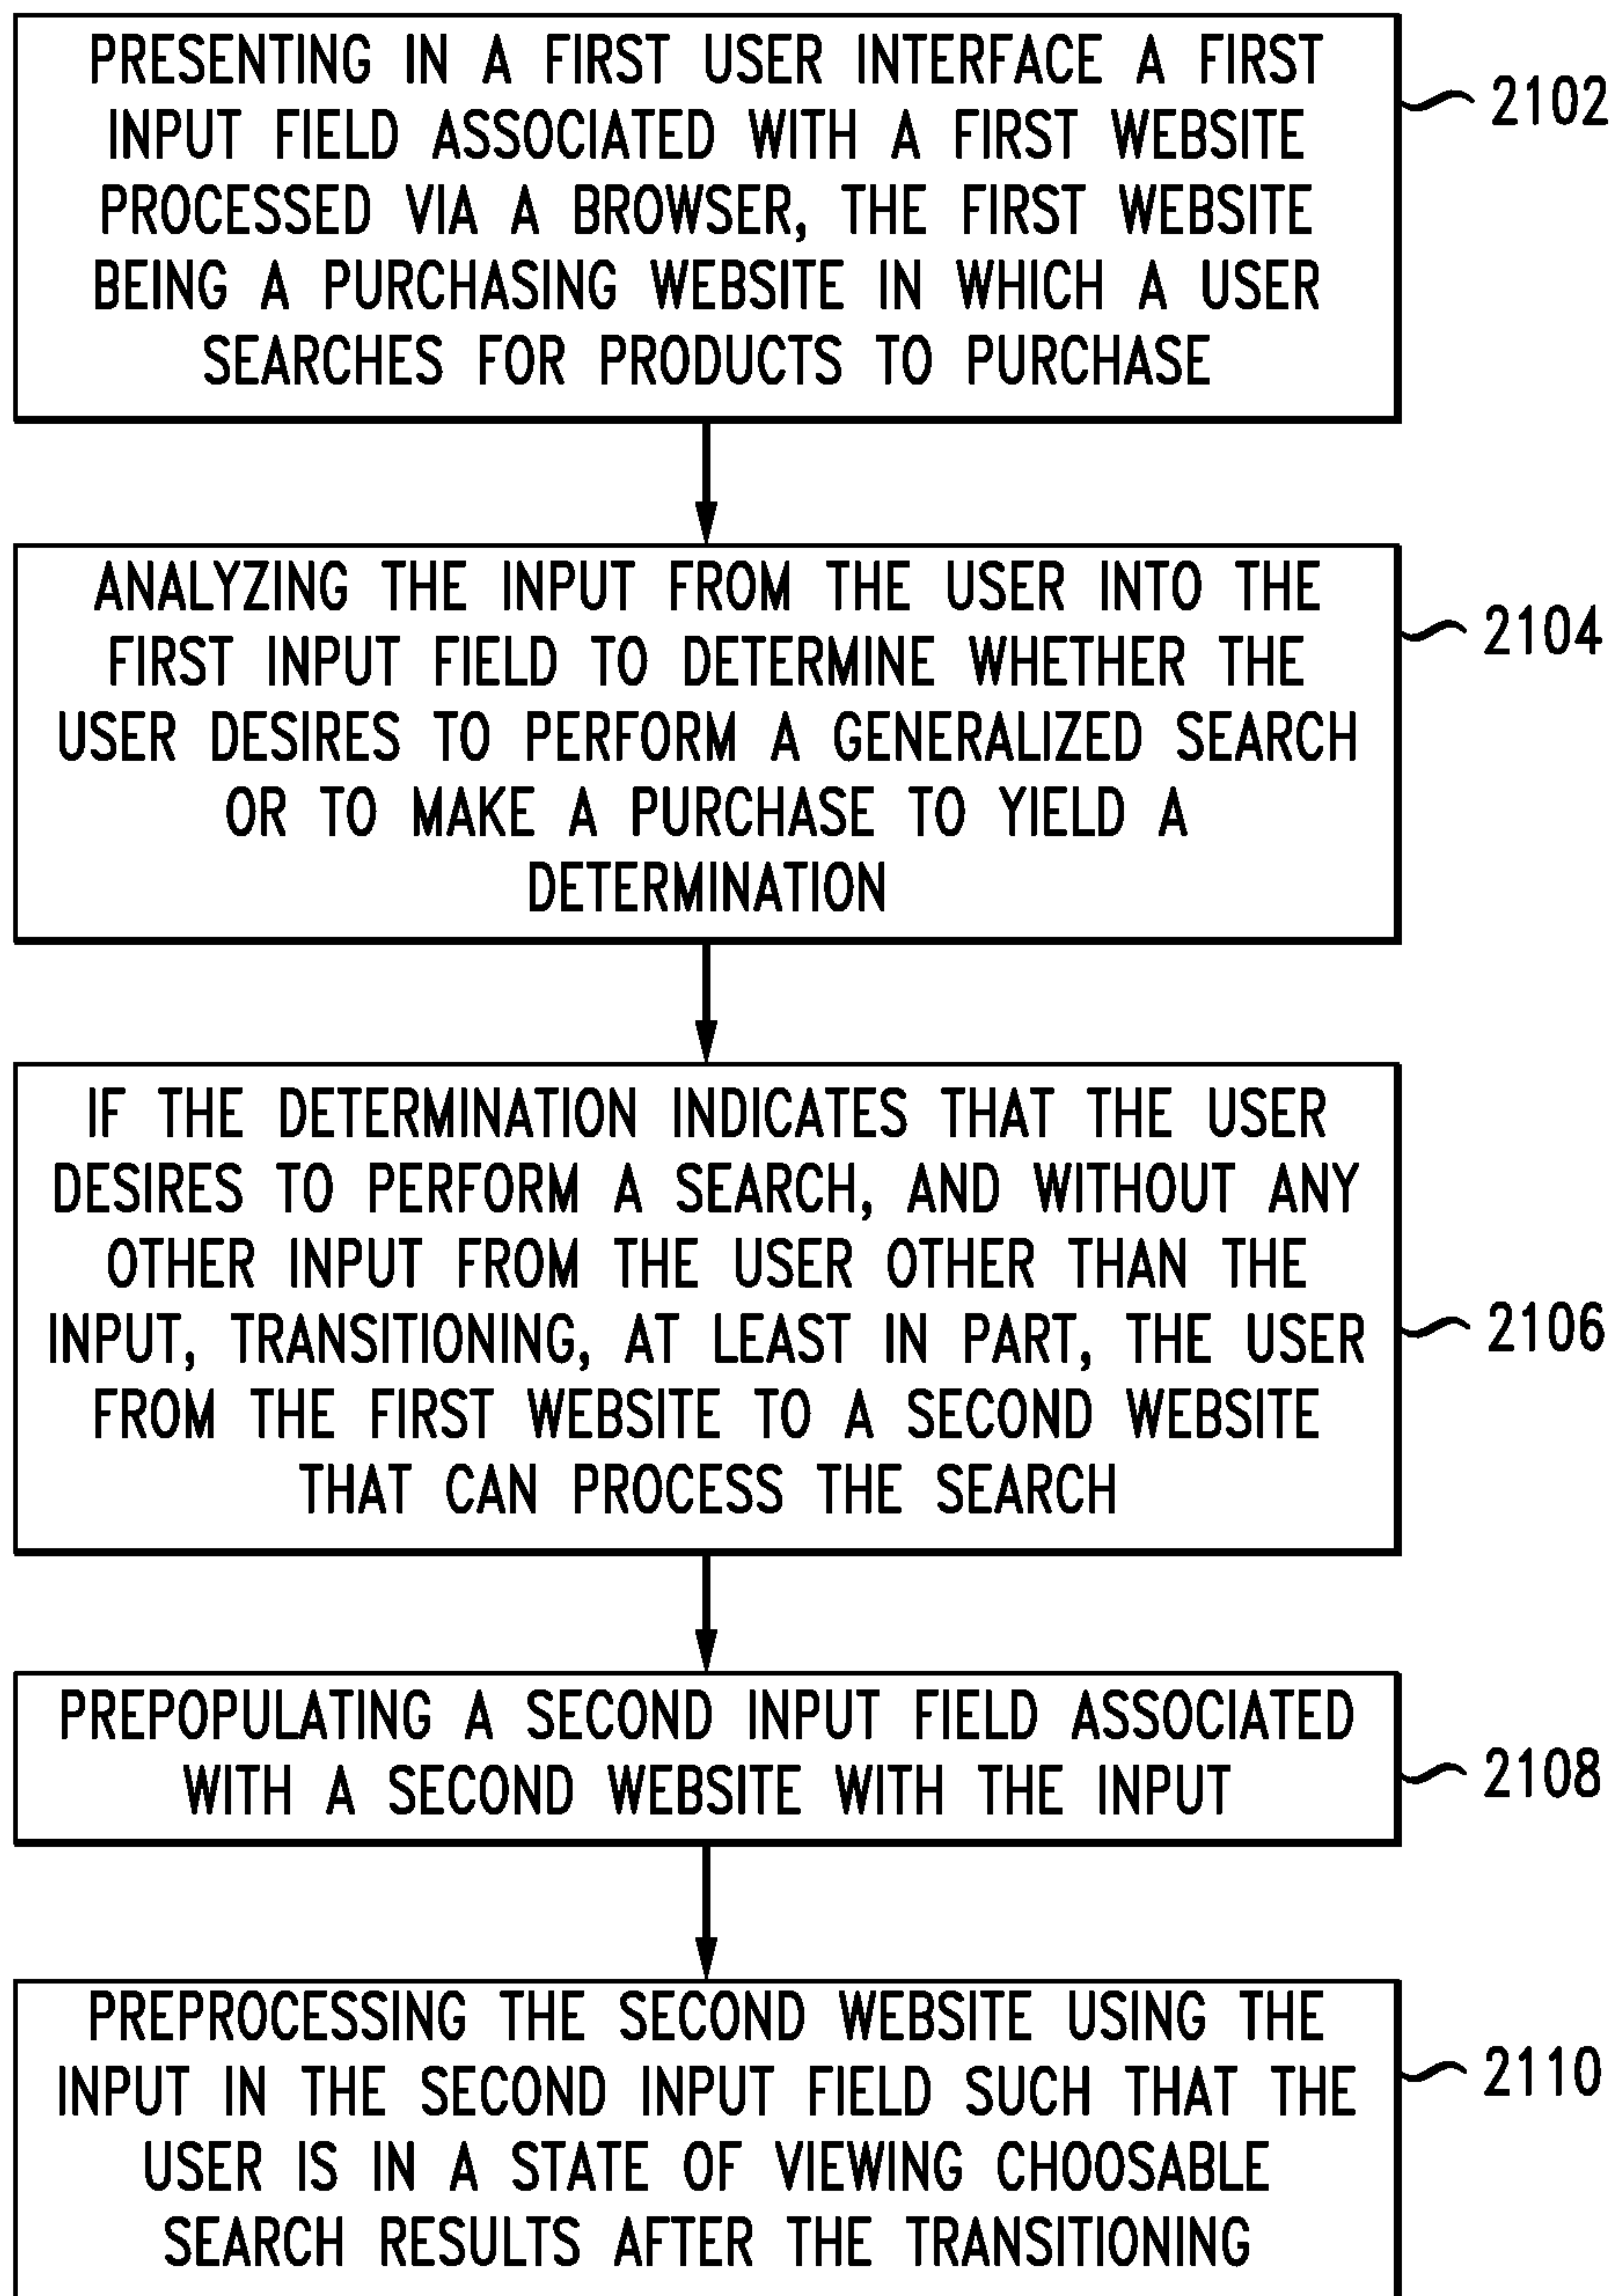 PRESENTING IN A FIRST USER INTERFACE A FIRST
INPUT FIELD ASSOCIATED WITH A FIRST WEBSITE
PROCESSED VIA A BROWSER, THE FIRST WEBSITE
BEING A PURCHASING WEBSITE IN WHICH A USER
SEARCHES FOR PRODUCTS TO PURCHASE
2102
ANALYZING THE INPUT FROM THE USER INTO THE
FIRST INPUT FIELD TO DETERMINE WHETHER THE
USER DESIRES TO PERFORM A GENERALIZED SEARCH
OR TO MAKE A PURCHASE TO YIELD A
DETERMINATION
2104
IF THE DETERMINATION INDICATES THAT THE USER
DESIRES TO PERFORM A SEARCH, AND WITHOUT ANY
OTHER INPUT FROM THE USER OTHER THAN THE
INPUT, TRANSITIONING, AT LEAST IN PART, THE USER
FROM THE FIRST WEBSITE TO A SECOND WEBSITE
THAT CAN PROCESS THE SEARCH
2106
PREPOPULATING A SECOND INPUT FIELD ASSOCIATED
WITH A SECOND WEBSITE WITH THE INPUT
2108
PREPROCESSING THE SECOND WEBSITE USING THE
INPUT IN THE SECOND INPUT FIELD SUCH THAT THE
USER IS IN A STATE OF VIEWING CHOOSABLE
SEARCH RESULTS AFTER THE TRANSITIONING
2110